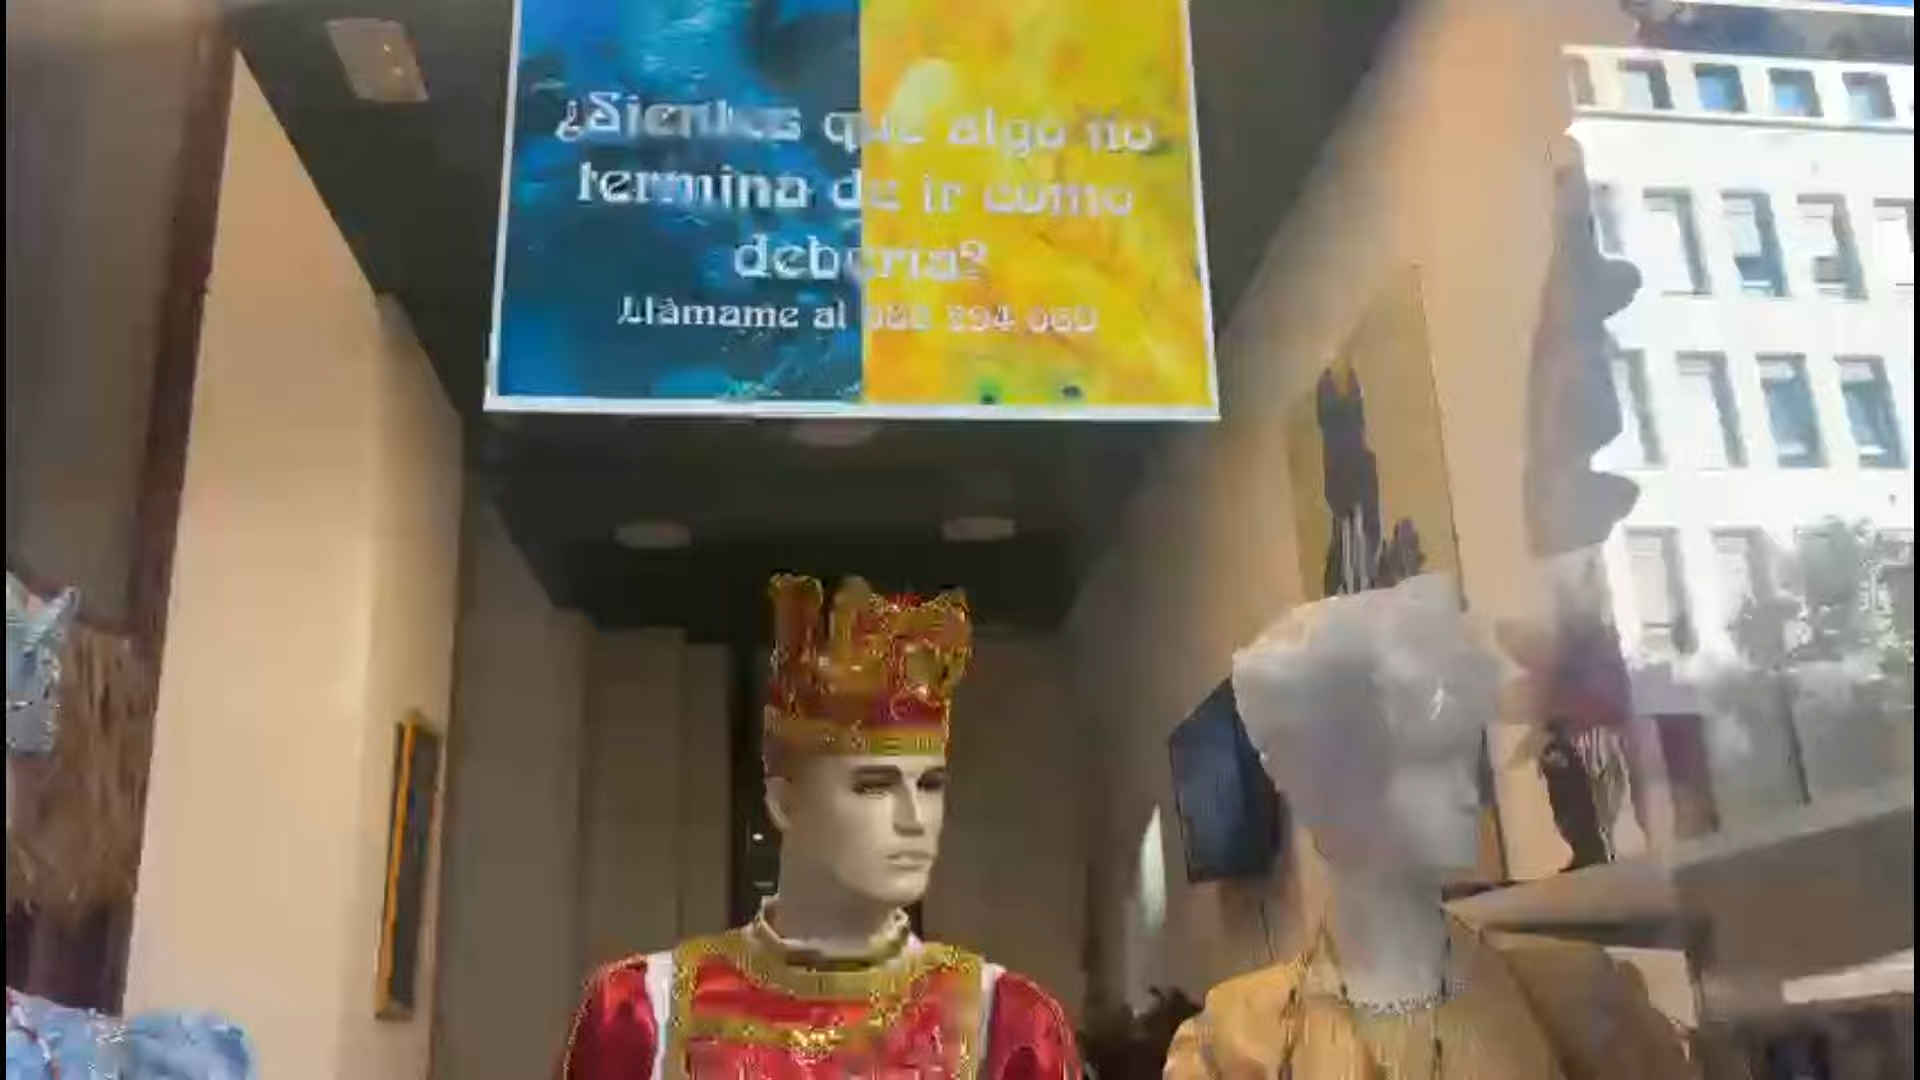 ¿Sientes que algo no
termina de ir como
debería?
Llámame al